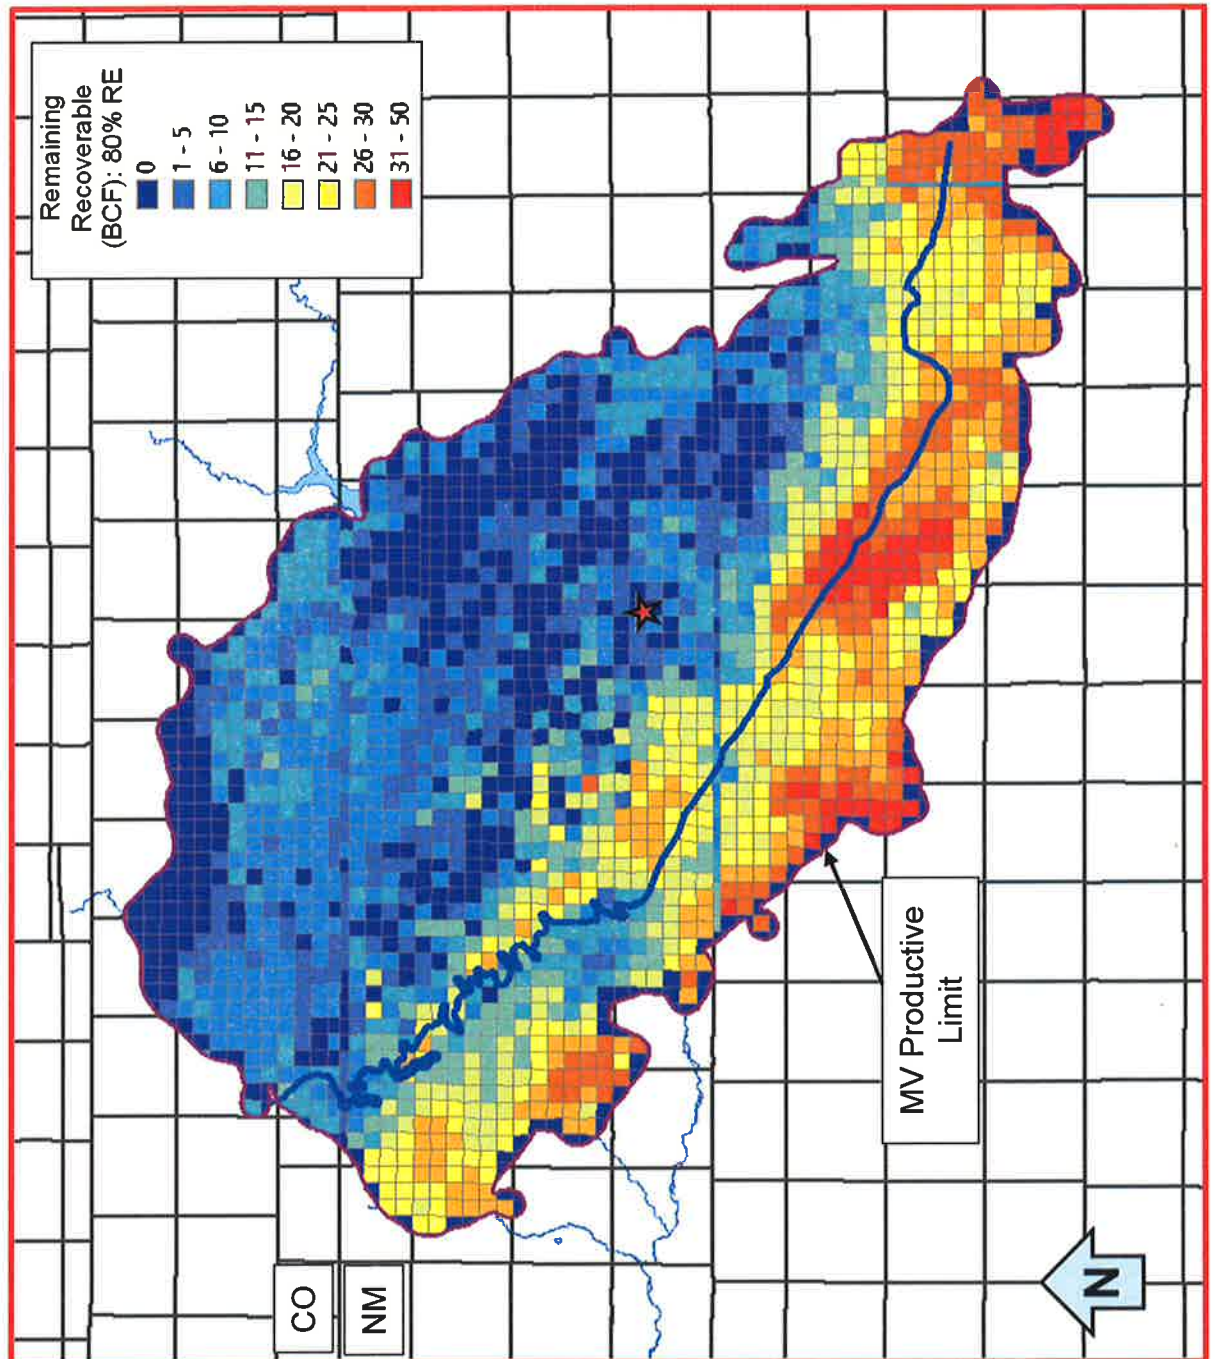 Remaining
Recoverable
(BCF): 80% RE
0
1 - 5
6 - 10
11 - 15
16 - 20
21 - 25
26 - 30
31 - 50
CO
NM
MV Productive
Limit
N